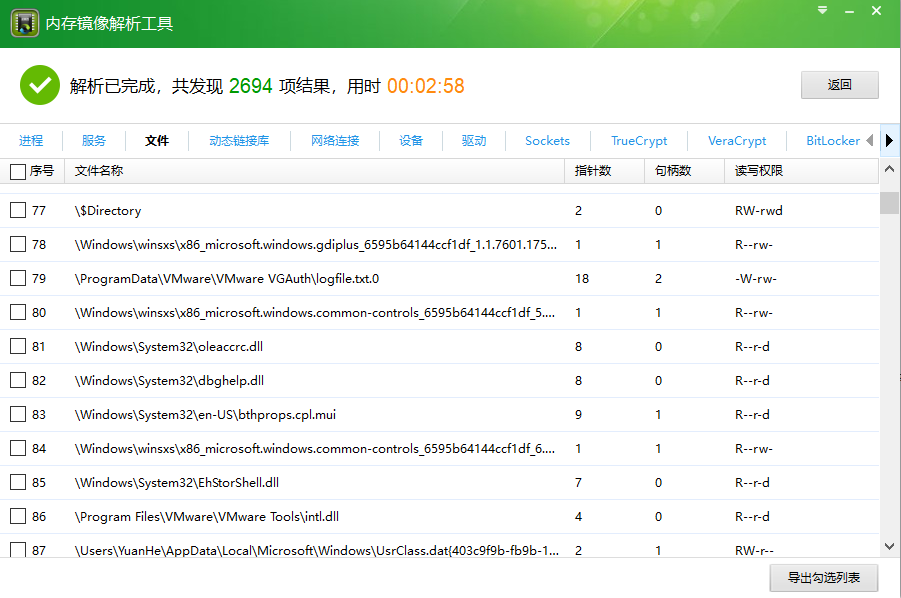 内存镜像解析工具
解析已完成，共发现 2694 项结果，用时 00:02:58
返回
进程 服务 文件 动态链接库 网络连接 设备 驱动 Sockets TrueCrypt VeraCrypt BitLocker
序号 文件名称 指针数 句柄数 读写权限
77 \$Directory 2 0 RW-rwd
78 \Windows\winsxs\x86_microsoft.windows.gdiplus_6595b64144ccf1df_1.1.7601.175... 1 1 R--rw-
79 \ProgramData\VMware\VMware VGAuth\logfile.txt.0 18 2 -W-rw-
80 \Windows\winsxs\x86_microsoft.windows.common-controls_6595b64144ccf1df_5.... 1 1 R--rw-
81 \Windows\System32\oleaccrc.dll 8 0 R--r-d
82 \Windows\System32\dbghelp.dll 8 0 R--r-d
83 \Windows\System32\en-US\bthprops.cpl.mui 9 1 R--r-d
84 \Windows\winsxs\x86_microsoft.windows.common-controls_6595b64144ccf1df_6.... 1 1 R--rw-
85 \Windows\System32\EhStorShell.dll 7 0 R--r-d
86 \Program Files\VMware\VMware Tools\intl.dll 4 0 R--r-d
87 \Users\YuanHe\AppData\Local\Microsoft\Windows\UsrClass.dat{403c9f9b-fb9b-1... 2 1 RW-r--
导出勾选列表